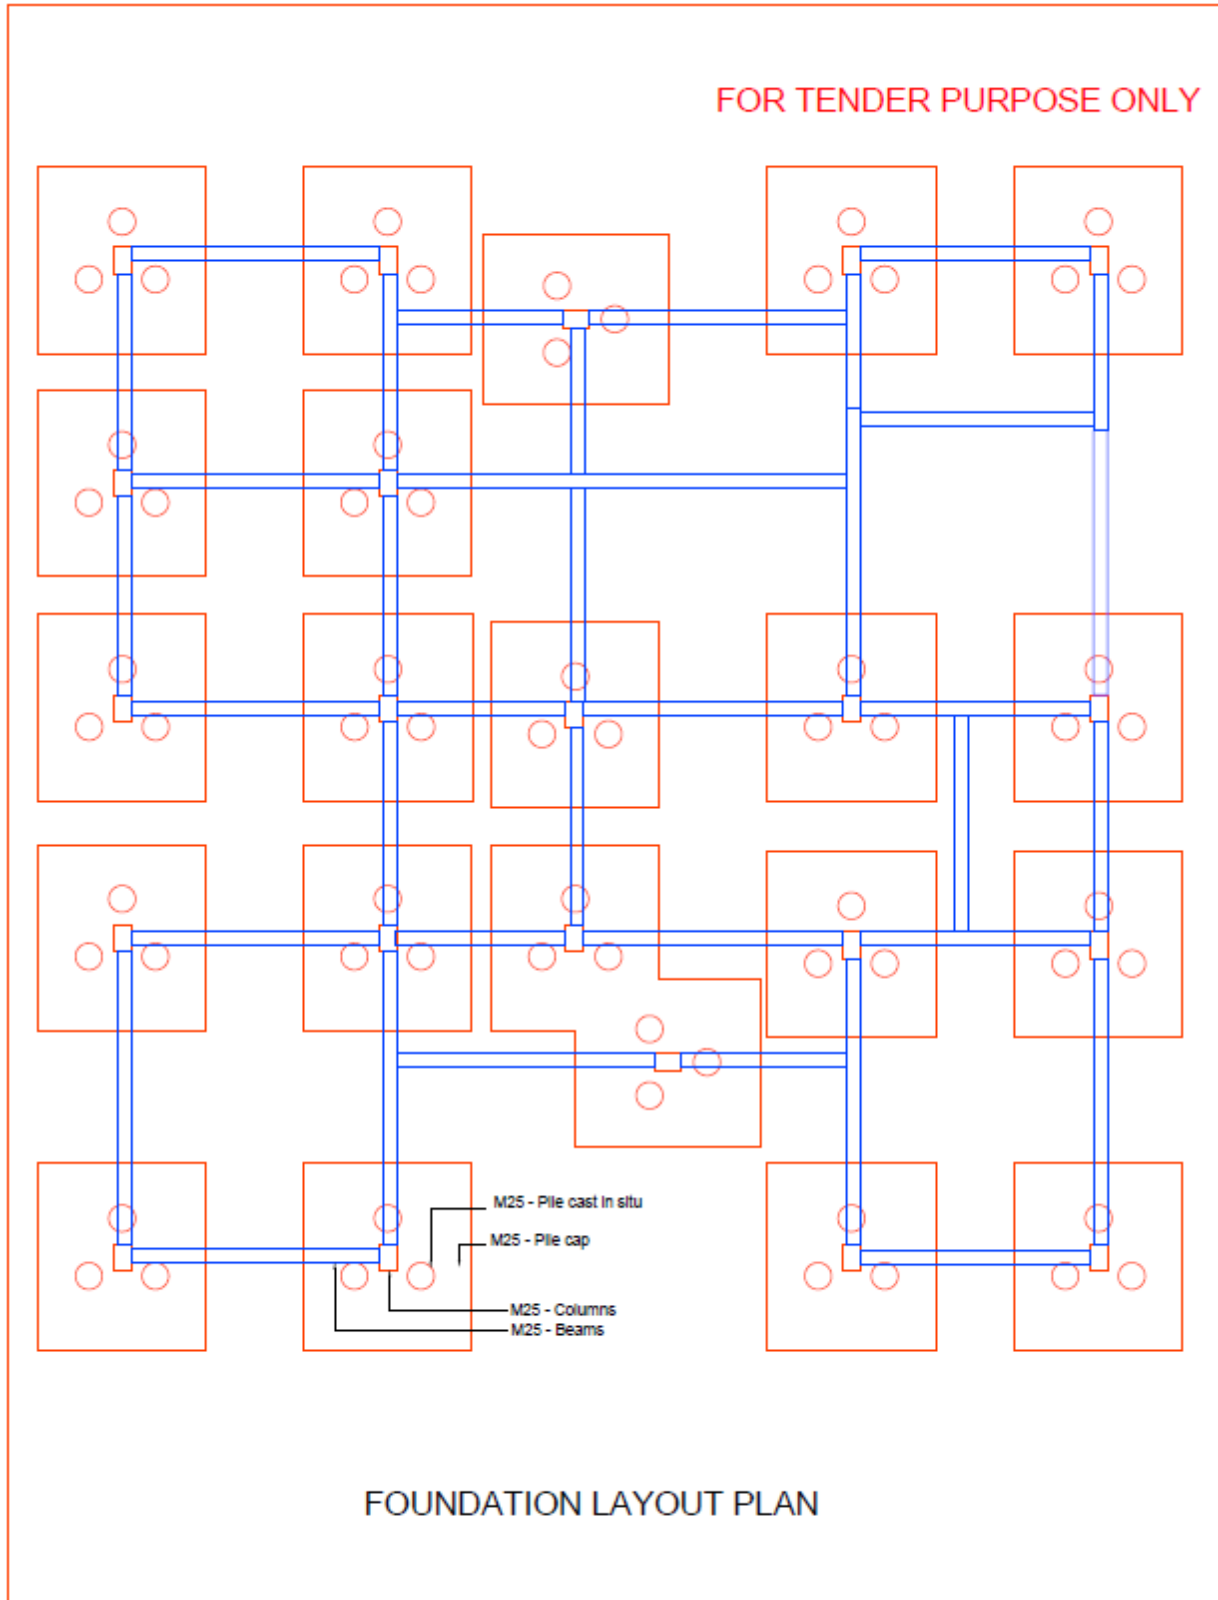 FOR TENDER PURPOSE ONLY
M25 - Pile cast in situ
M25 - Pile cap
M25 - Columns
M25 - Beams
FOUNDATION LAYOUT PLAN